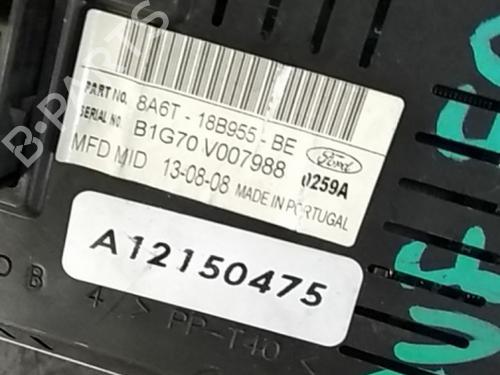 B-PARTS
PART NO. 8A6T - 18B955 - BE
SERIAL NO. B1G70 V007988
Ford
MFD MID 13-08-08 MADE IN PORTUGAL
0259A
A12150475
O B 4 / > PP-T40 <